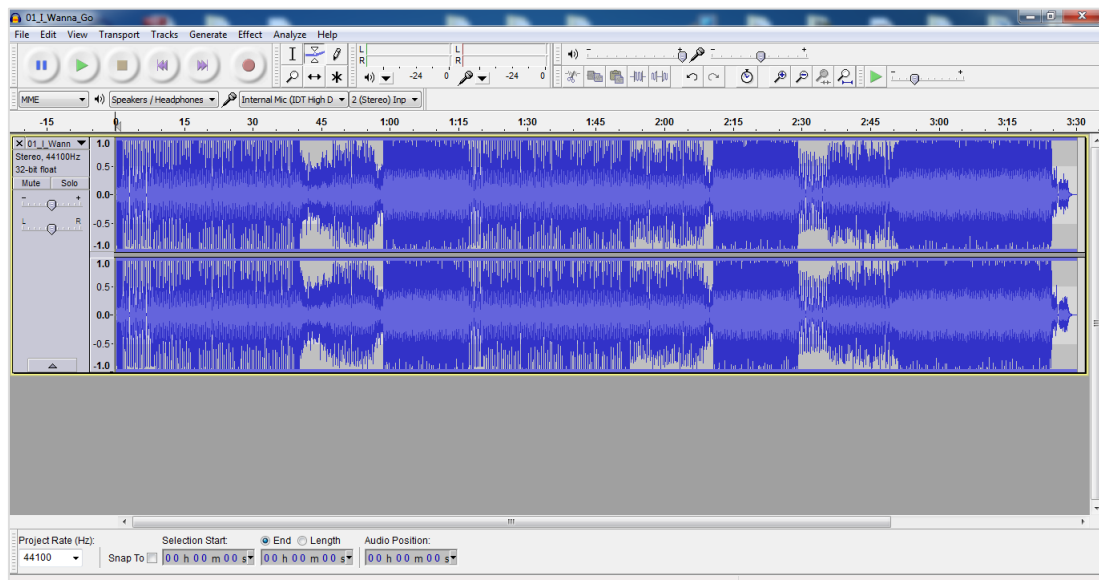 01_I_Wanna_Go
File Edit View Transport Tracks Generate Effect Analyze Help
L
R
-24 0
L
R
-24 0
- +
- +
- +
MME Speakers / Headphones Internal Mic (IDT High D 2 (Stereo) Inp
-15 0 15 30 45 1:00 1:15 1:30 1:45 2:00 2:15 2:30 2:45 3:00 3:15 3:30
X 01_I_Wann
Stereo, 44100Hz
32-bit float
Mute Solo
- +
L R
1.0
0.5-
0.0-
-0.5-
-1.0
1.0
0.5-
0.0-
-0.5-
-1.0
Project Rate (Hz): Selection Start: End Length Audio Position:
44100 Snap To 00 h 00 m 00 s 00 h 00 m 00 s 00 h 00 m 00 s